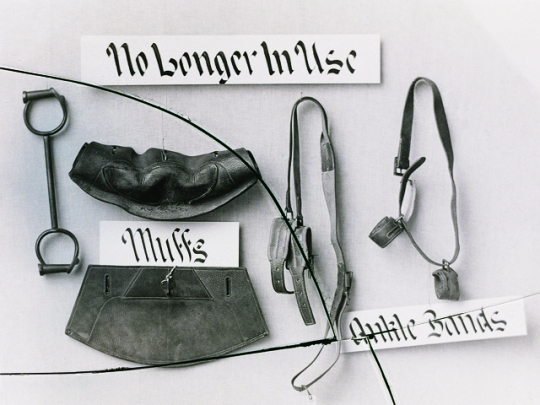 No Longer In Use
Muffs
Ankle Bands